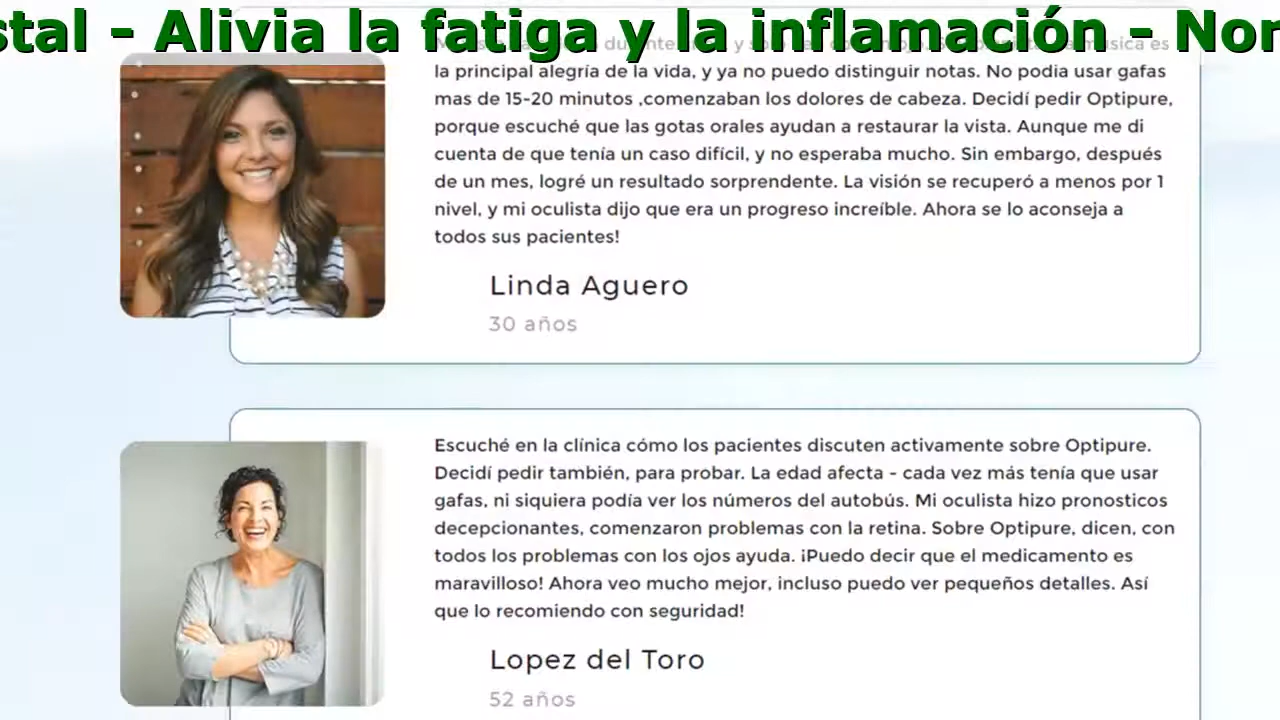 stal - Alivia la fatiga y la inflamación - Nor
música es
la principal alegría de la vida, y ya no puedo distinguir notas. No podia usar gafas
mas de 15-20 minutos ,comenzaban los dolores de cabeza. Decidí pedir Optipure,
porque escuché que las gotas orales ayudan a restaurar la vista. Aunque me di
cuenta de que tenía un caso difícil, y no esperaba mucho. Sin embargo, después
de un mes, logré un resultado sorprendente. La visión se recuperó a menos por 1
nivel, y mi oculista dijo que era un progreso increíble. Ahora se lo aconseja a
todos sus pacientes!
Linda Aguero
30 años
Escuché en la clínica cómo los pacientes discuten activamente sobre Optipure.
Decidí pedir también, para probar. La edad afecta - cada vez más tenía que usar
gafas, ni siquiera podía ver los números del autobús. Mi oculista hizo pronosticos
decepcionantes, comenzaron problemas con la retina. Sobre Optipure, dicen, con
todos los problemas con los ojos ayuda. ¡Puedo decir que el medicamento es
maravilloso! Ahora veo mucho mejor, incluso puedo ver pequeños detalles. Así
que lo recomiendo con seguridad!
Lopez del Toro
52 años